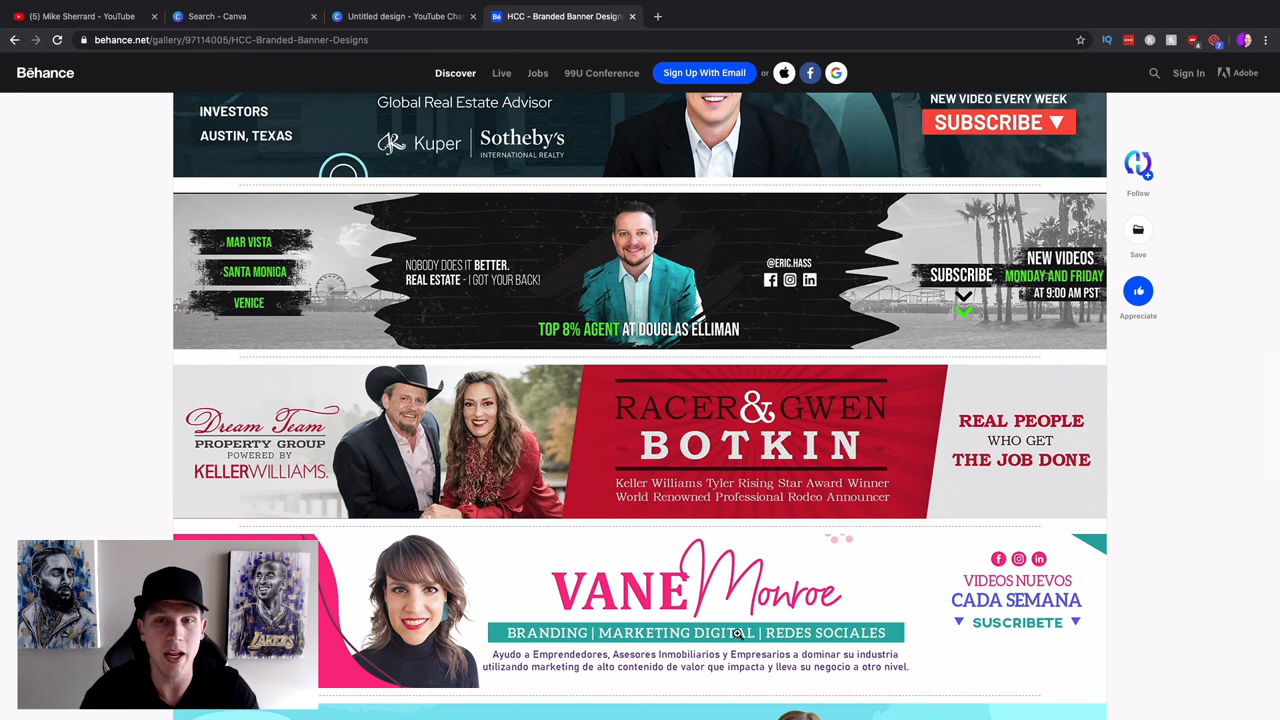 (5) Mike Sherrard - YouTube
Search - Canva
Untitled design - YouTube Cha
HCC - Branded Banner Design
behance.net/gallery/97114005/HCC-Branded-Banner-Designs
Bēhance
Discover
Live
Jobs
99U Conference
Sign Up With Email
or
Sign In
Adobe
INVESTORS
AUSTIN, TEXAS
Global Real Estate Advisor
Kuper
Sotheby's
INTERNATIONAL REALTY
NEW VIDEO EVERY WEEK
SUBSCRIBE
Follow
Save
Appreciate
MAR VISTA
SANTA MONICA
VENICE
NOBODY DOES IT BETTER.
REAL ESTATE - I GOT YOUR BACK!
TOP 8% AGENT AT DOUGLAS ELLIMAN
@ERIC.HASS
SUBSCRIBE
NEW VIDEOS
MONDAY AND FRIDAY
AT 9:00 AM PST
Dream Team
PROPERTY GROUP
POWERED BY
KELLERWILLIAMS.
RACER & GWEN
BOTKIN
Keller Williams Tyler Rising Star Award Winner
World Renowned Professional Rodeo Announcer
REAL PEOPLE
WHO GET
THE JOB DONE
VANE Monroe
BRANDING | MARKETING DIGITAL | REDES SOCIALES
Ayudo a Emprendedores, Asesores Inmobiliarios y Empresarios a dominar su industria
utilizando marketing de alto contenido de valor que impacta y lleva su negocio a otro nivel.
VIDEOS NUEVOS
CADA SEMANA
SUSCRIBETE
LAKERS